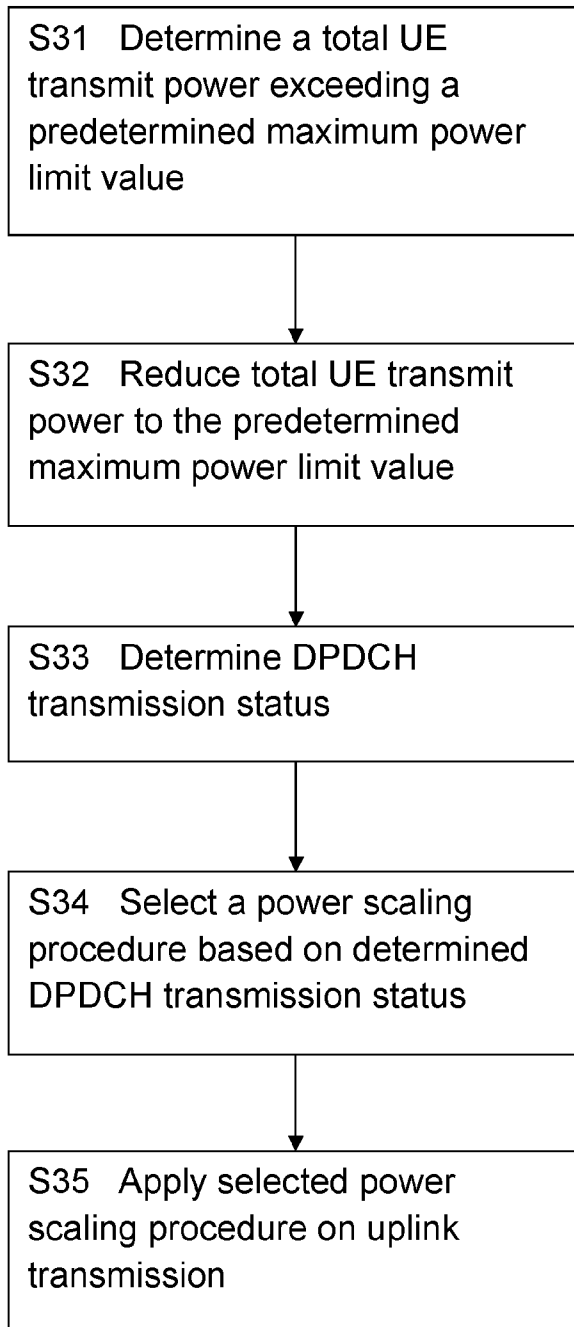 S31 Determine a total UE
transmit power exceeding a
predetermined maximum power
limit value
S32 Reduce total UE transmit
power to the predetermined
maximum power limit value
S33 Determine DPDCH
transmission status
S34 Select a power scaling
procedure based on determined
DPDCH transmission status
S35 Apply selected power
scaling procedure on uplink
transmission